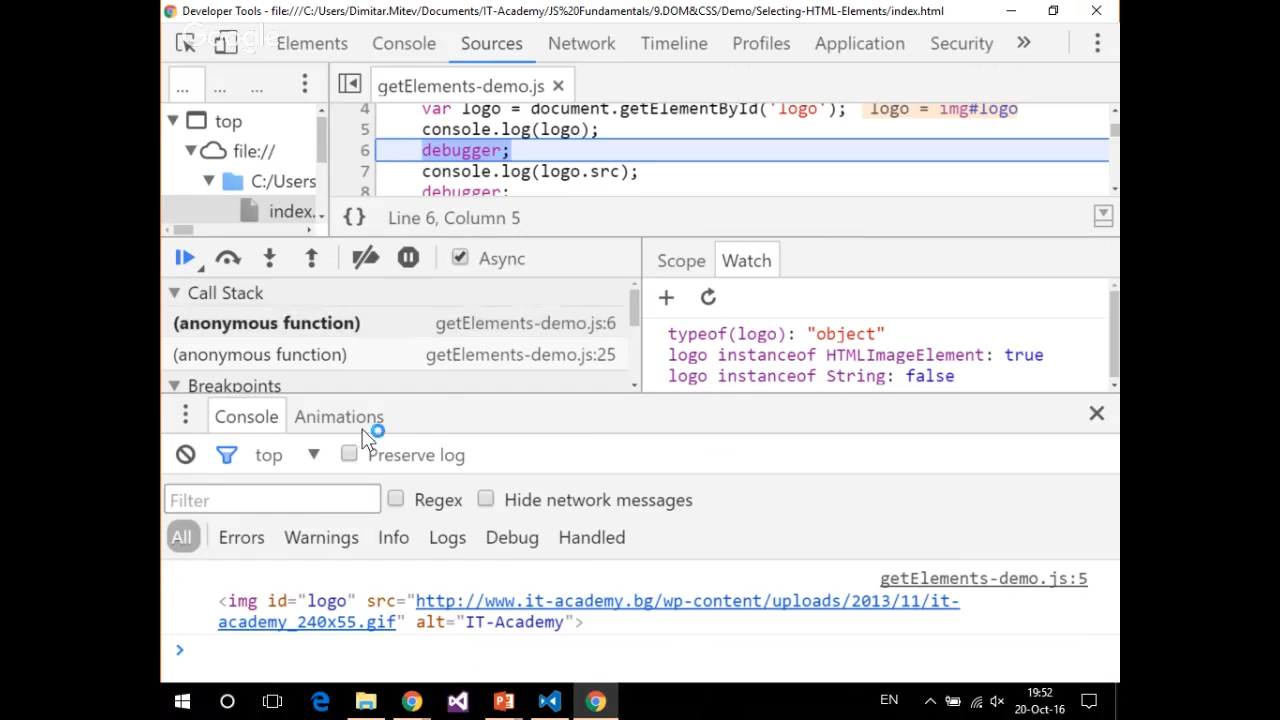 Developer Tools - file:///C:/Users/Dimitar.Mitev/Documents/IT-Academy/JS%20Fundamentals/9.DOM&CSS/Demo/Selecting-HTML-Elements/index.html
Google
Elements Console Sources Network Timeline Profiles Application Security »
... ... ... getElements-demo.js ×
4 var logo = document.getElementById('logo'); logo = img#logo
5 console.log(logo);
6 debugger;
7 console.log(logo.src);
8 debugger;
top
file://
C:/Users
index.
{} Line 6, Column 5
Async
Scope Watch
Call Stack
(anonymous function) getElements-demo.js:6
(anonymous function) getElements-demo.js:25
Breakpoints
typeof(logo): "object"
logo instanceof HTMLImageElement: true
logo instanceof String: false
Console Animations
top Preserve log
Filter Regex Hide network messages
All Errors Warnings Info Logs Debug Handled
getElements-demo.js:5
<img id="logo" src="http://www.it-academy.bg/wp-content/uploads/2013/11/it-
academy_240x55.gif" alt="IT-Academy">
>
EN 19:52
20-Oct-16